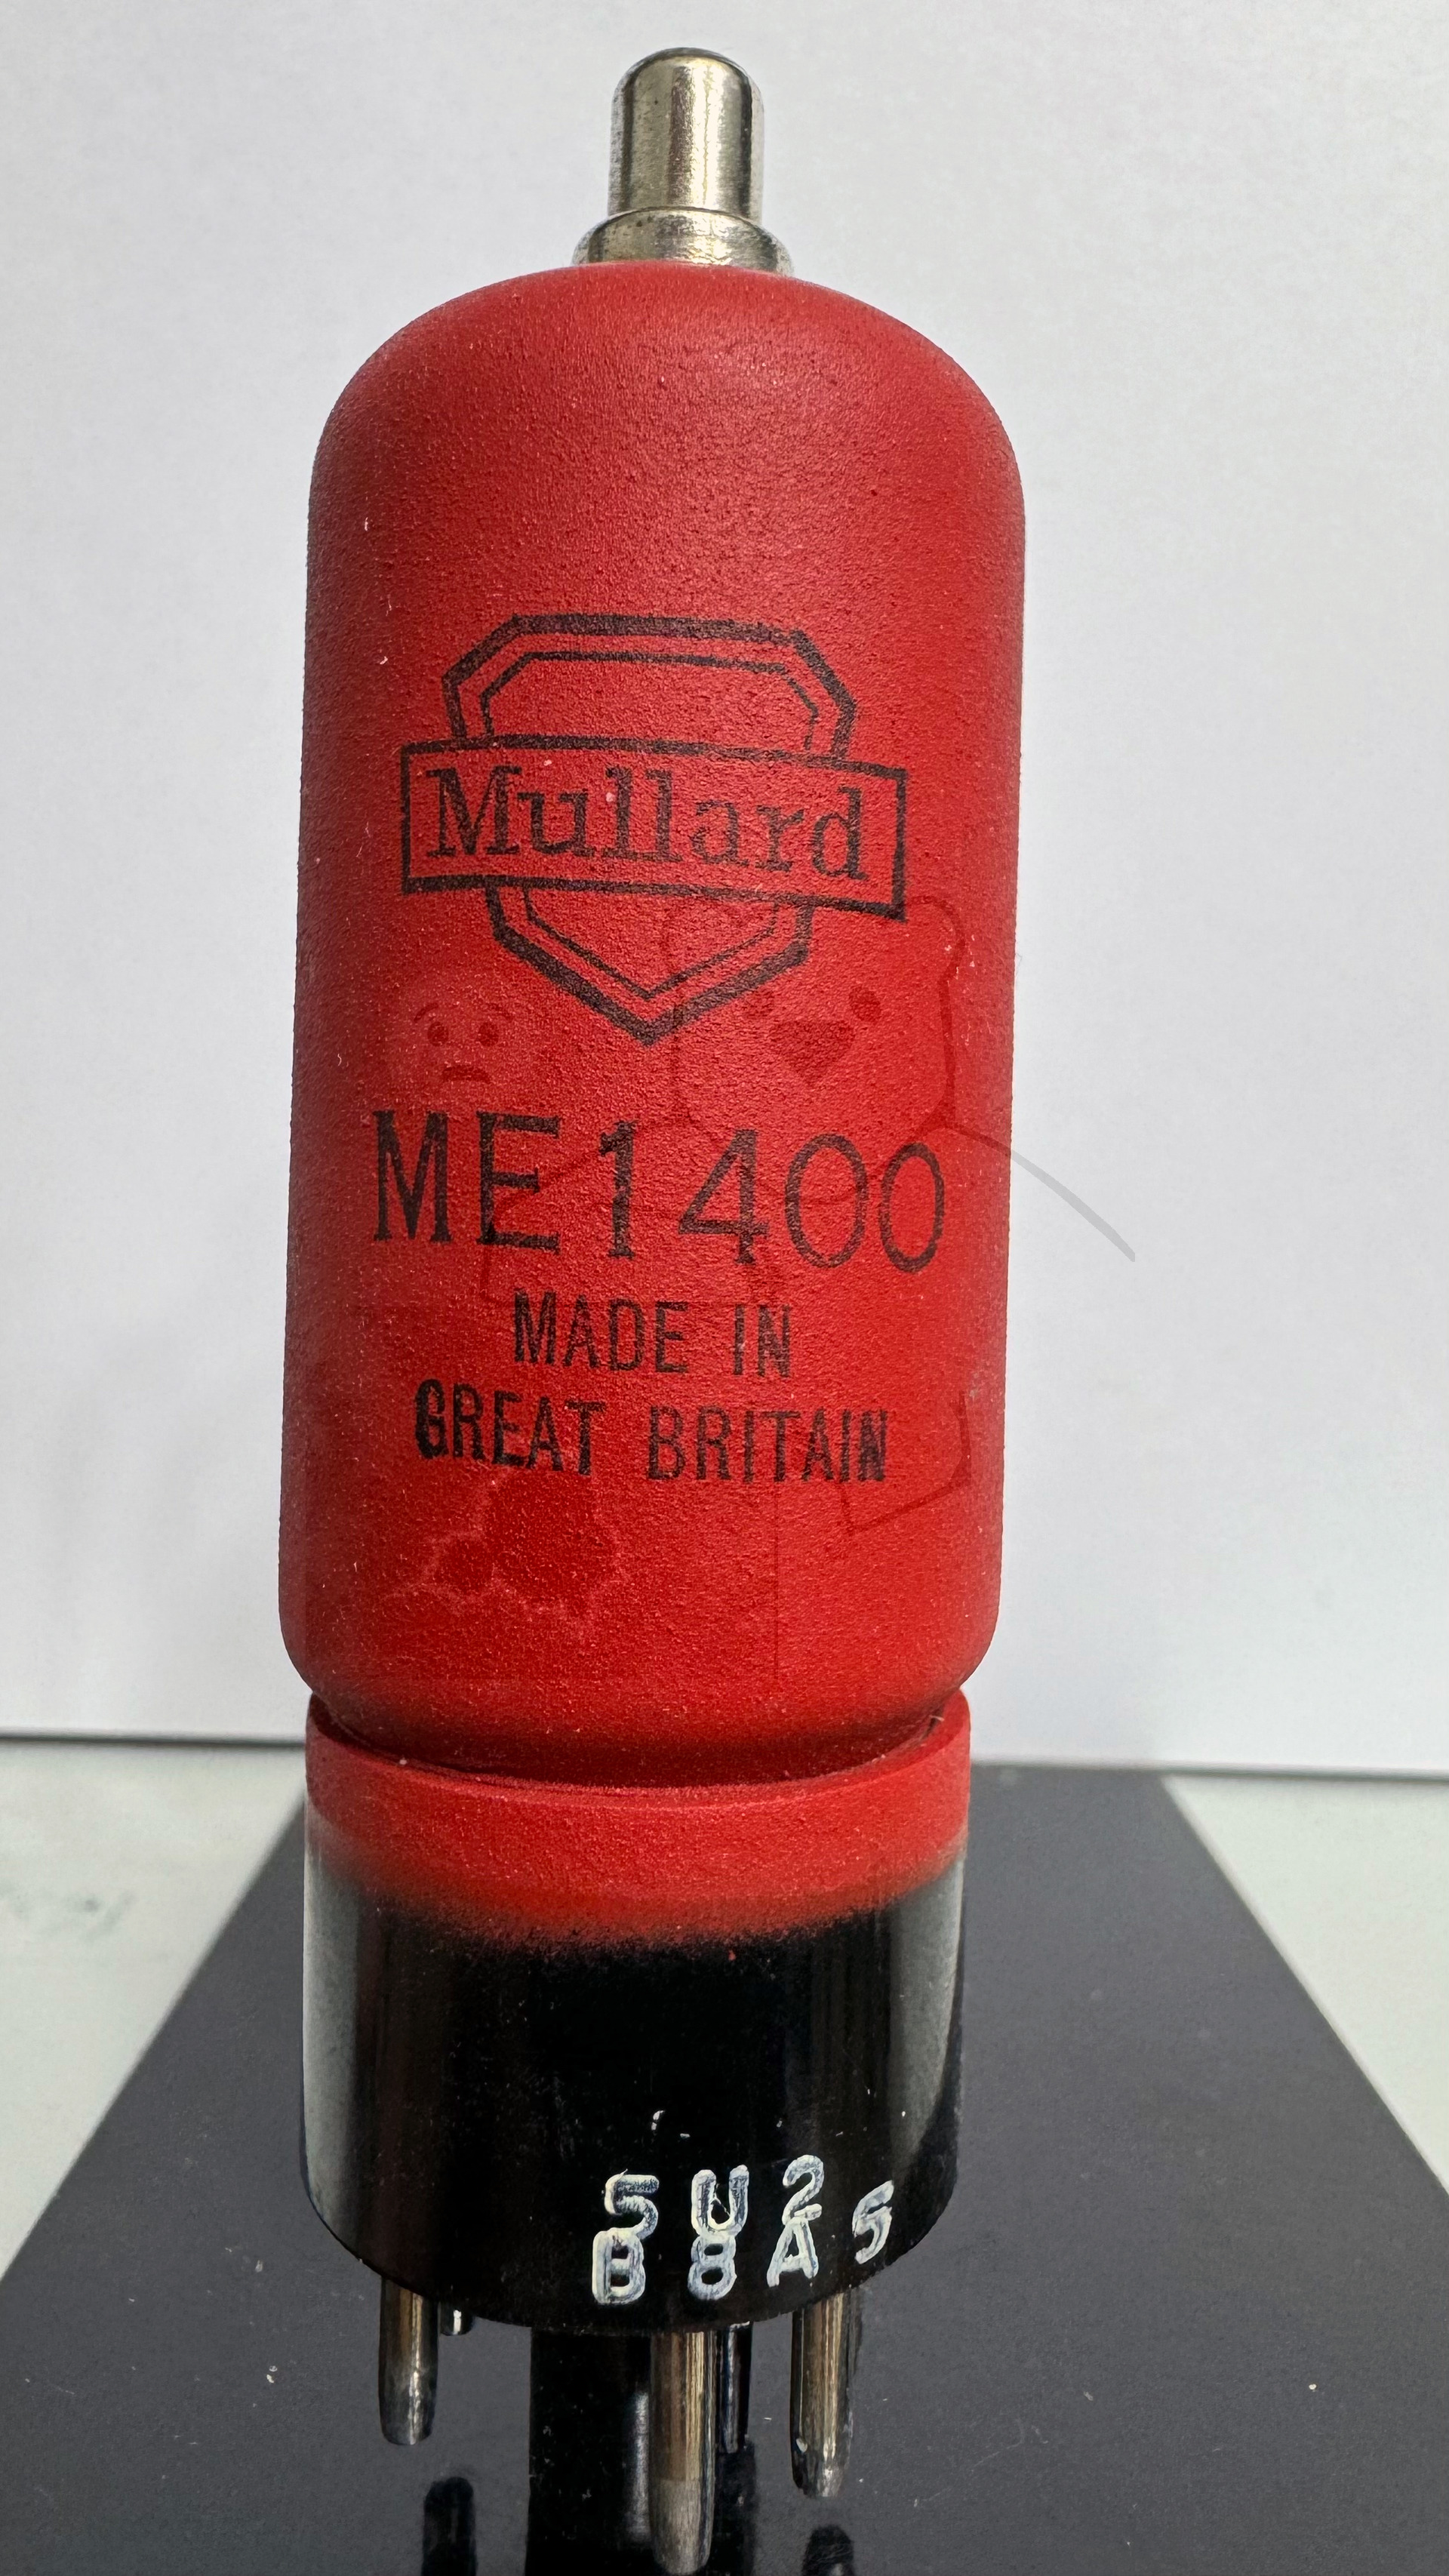 Mullard
ME1400
MADE IN
GREAT BRITAIN
5U2
B8A5